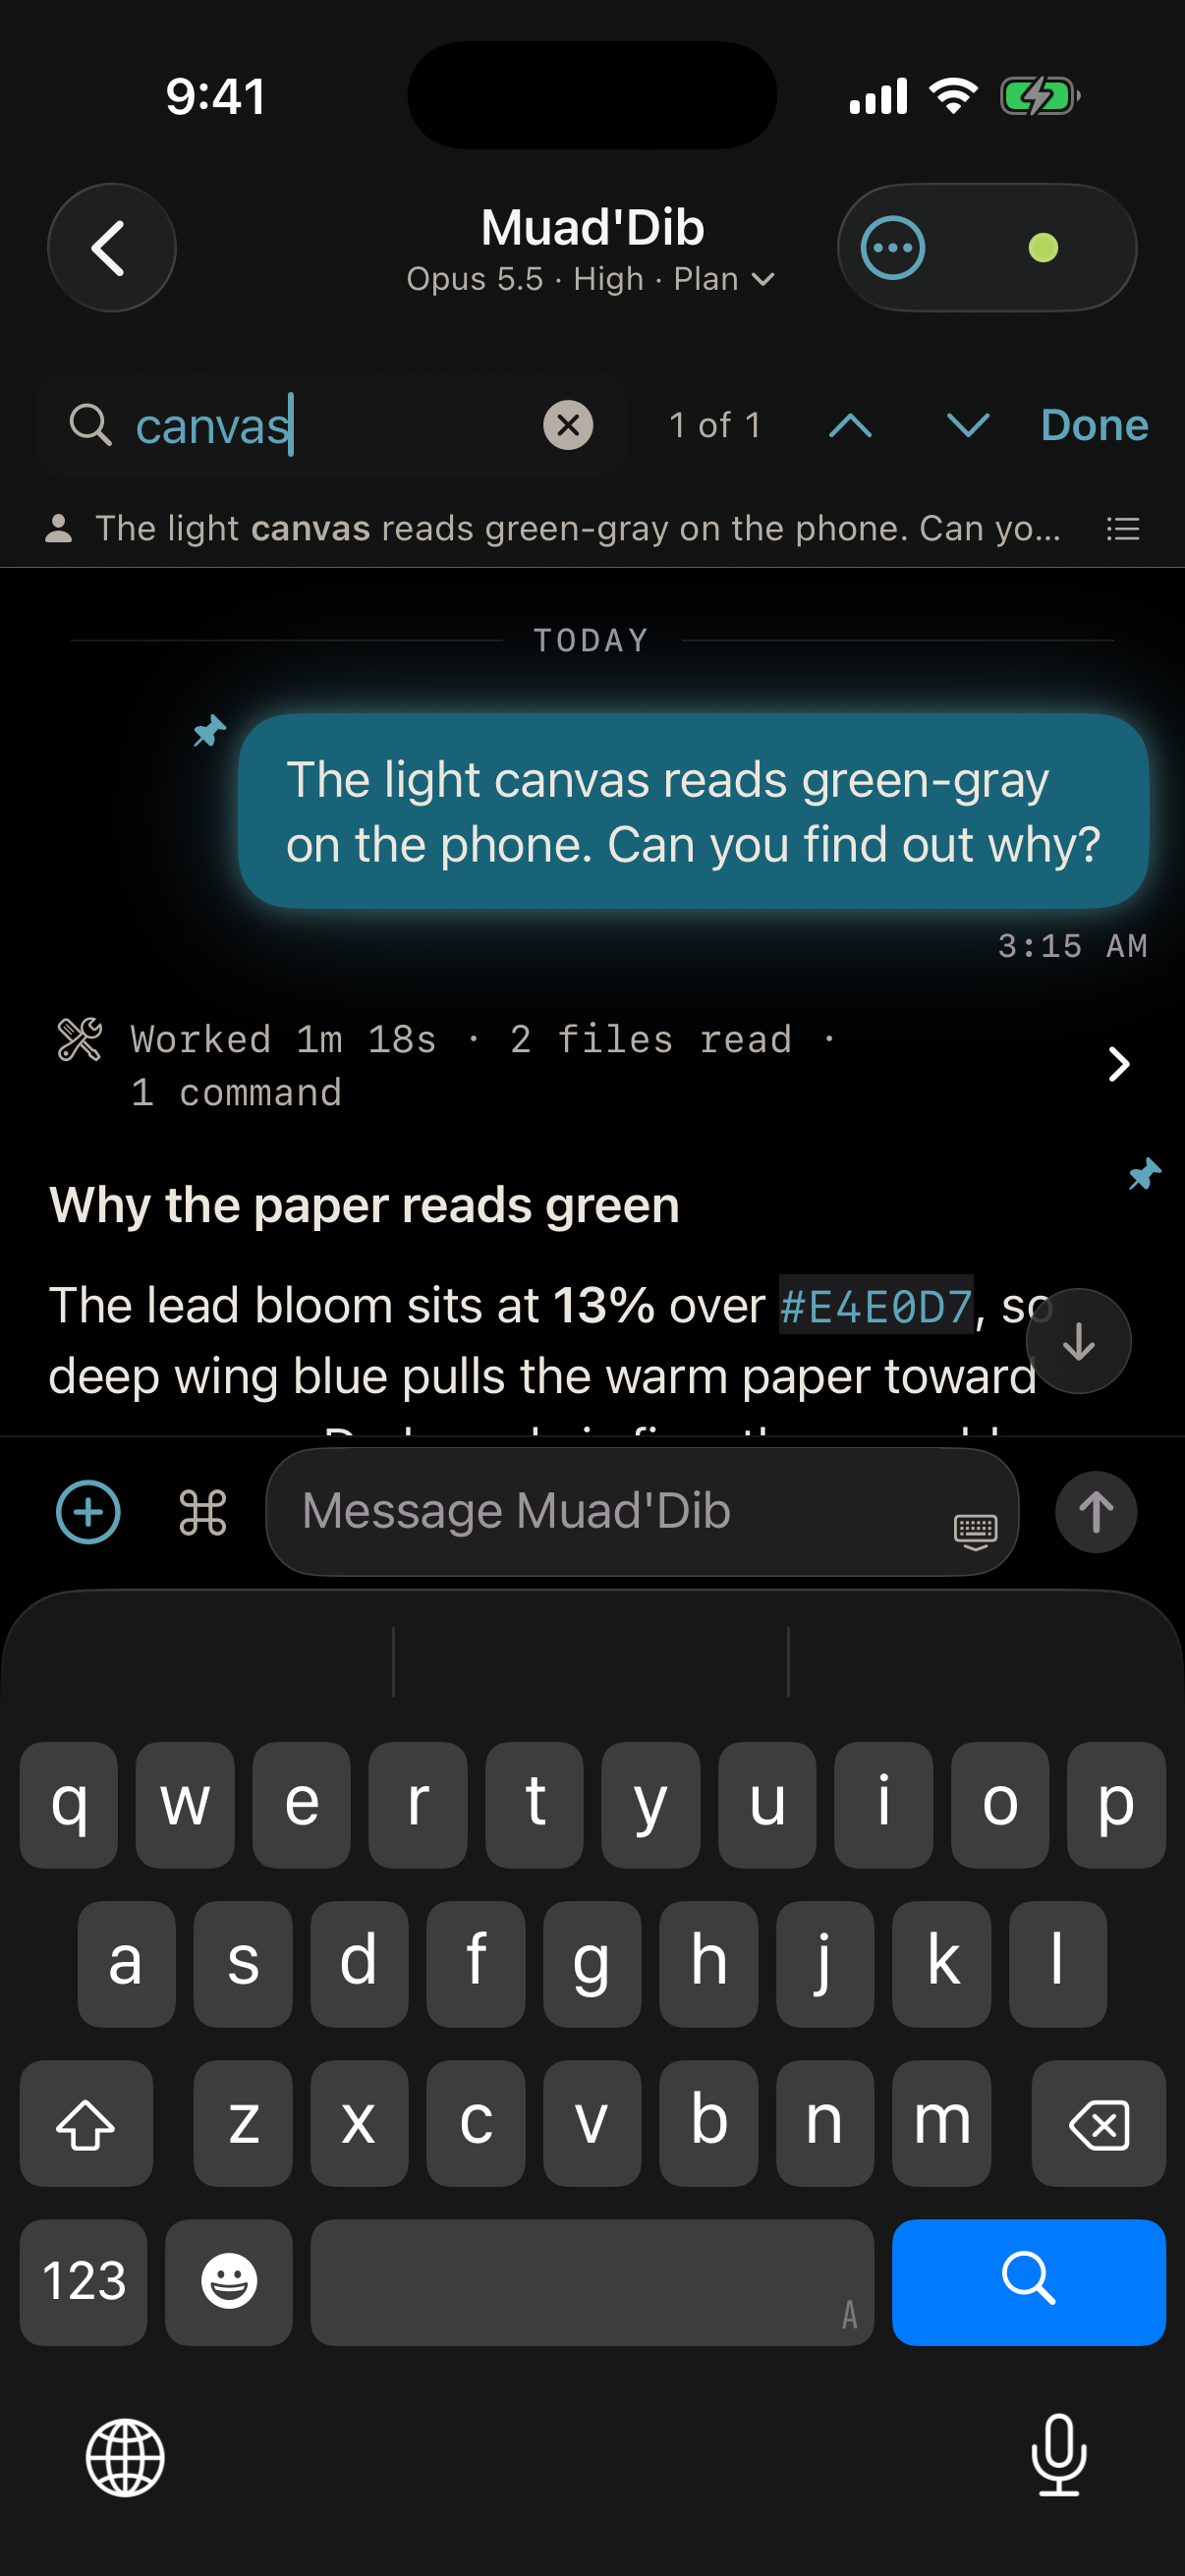 9:41
Muad'Dib
Opus 5.5 · High · Plan
canvas
1 of 1
Done
The light canvas reads green-gray on the phone. Can yo...
TODAY
The light canvas reads green-gray
on the phone. Can you find out why?
3:15 AM
Worked 1m 18s · 2 files read ·
1 command
Why the paper reads green
The lead bloom sits at 13% over #E4E0D7, so
deep wing blue pulls the warm paper toward
Message Muad'Dib
q w e r t y u i o p
a s d f g h j k l
z x c v b n m
123
A